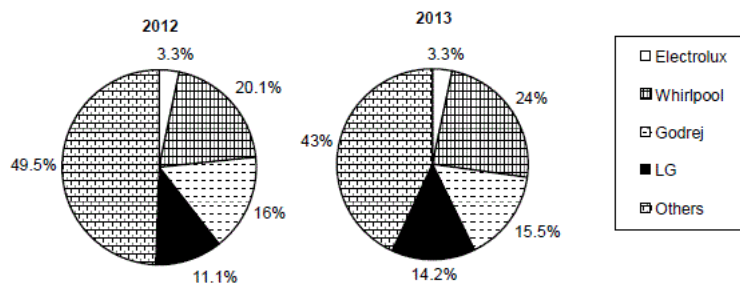 2012
3.3%
20.1%
16%
11.1%
49.5%
2013
3.3%
24%
15.5%
14.2%
43%
Electrolux
Whirlpool
Godrej
LG
Others